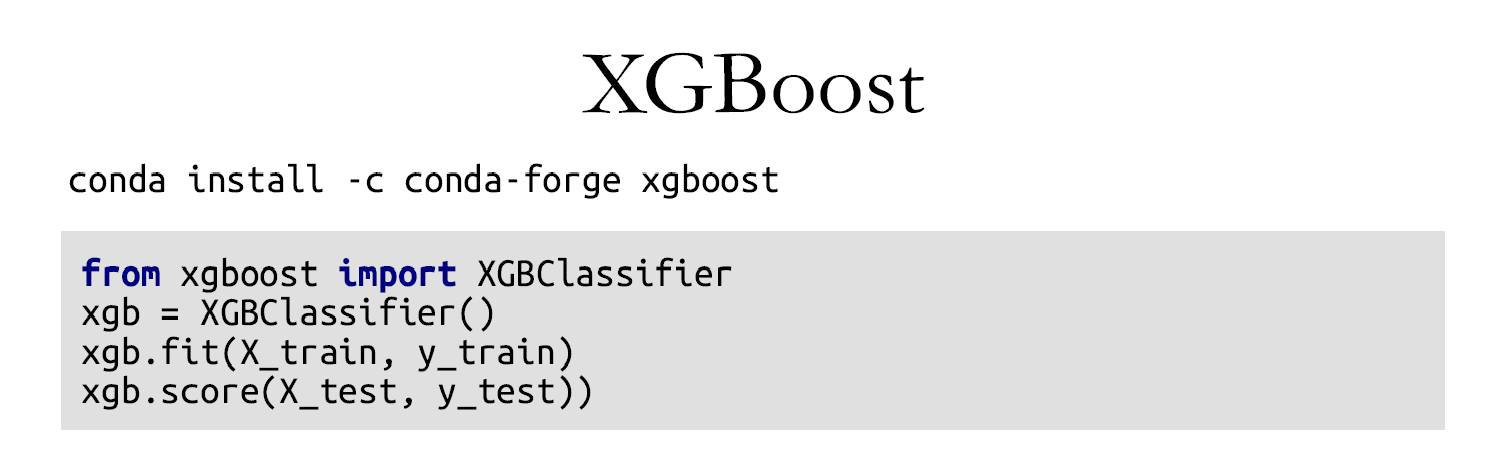 XGBoost
conda install -c conda-forge xgboost
from xgboost import XGBClassifier
xgb = XGBClassifier()
xgb.fit(X_train, y_train)
xgb.score(X_test, y_test))